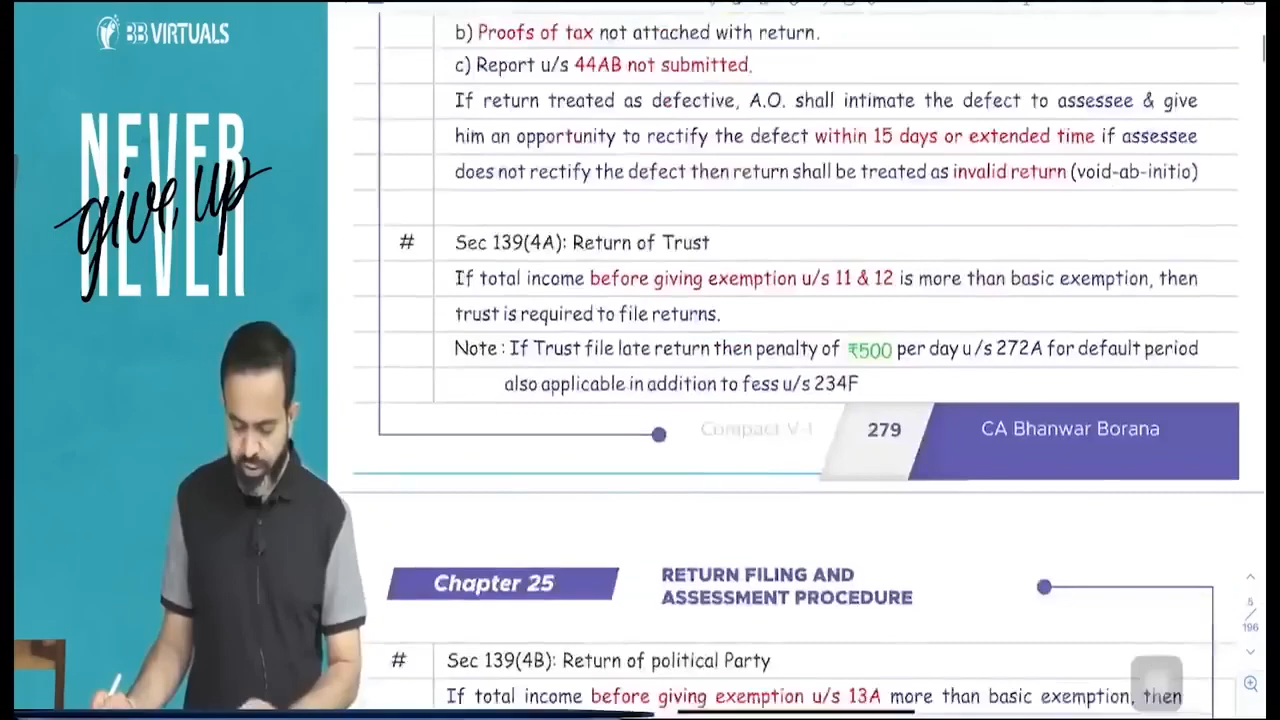 BB VIRTUALS
NEVER
give up
NEVER
b) Proofs of tax not attached with return.
c) Report u/s 44AB not submitted.
If return treated as defective, A.O. shall intimate the defect to assessee & give
him an opportunity to rectify the defect within 15 days or extended time if assessee
does not rectify the defect then return shall be treated as invalid return (void-ab-initio)
# Sec 139(4A): Return of Trust
If total income before giving exemption u/s 11 & 12 is more than basic exemption, then
trust is required to file returns.
Note : If Trust file late return then penalty of ₹500 per day u/s 272A for default period
also applicable in addition to fess u/s 234F
Compact V-I 279 CA Bhanwar Borana
Chapter 25 RETURN FILING AND
ASSESSMENT PROCEDURE
# Sec 139(4B): Return of political Party
If total income before giving exemption u/s 13A more than basic exemption, then
196